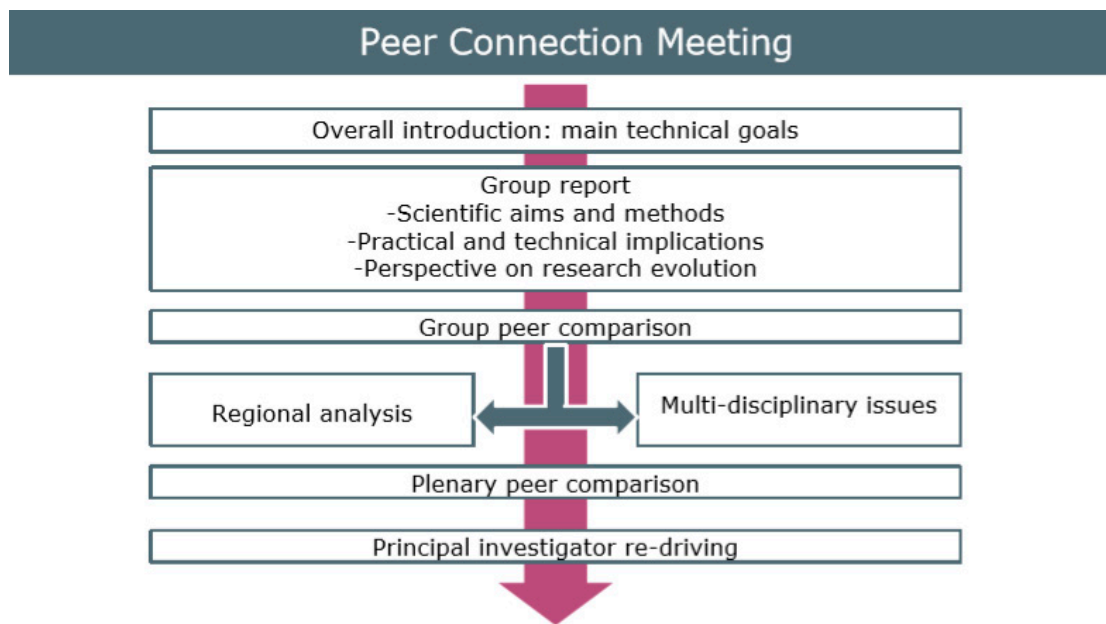 Peer Connection Meeting
Overall introduction: main technical goals
Group report
-Scientific aims and methods
-Practical and technical implications
-Perspective on research evolution
Group peer comparison
Regional analysis
Multi-disciplinary issues
Plenary peer comparison
Principal investigator re-driving